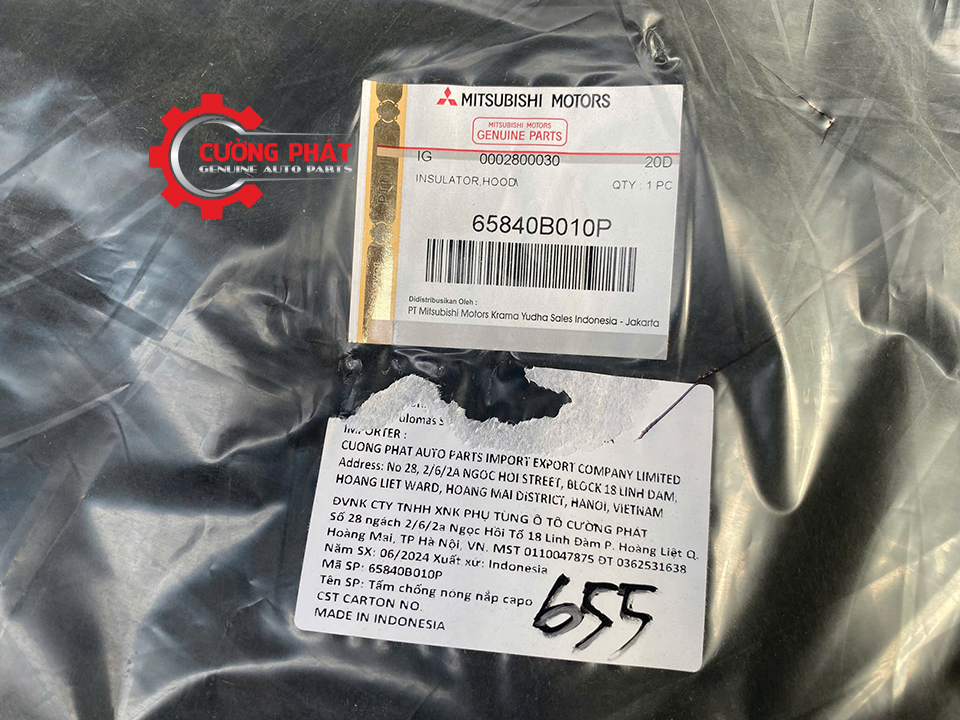 CƯỜNG PHÁT
GENUINE AUTO PARTS
MITSUBISHI MOTORS
MITSUBISHI MOTORS
GENUINE PARTS
IG 0002800030 20D
INSULATOR,HOOD\
QTY : 1 PC
65840B010P
Didistribusikan Oleh :
PT Mitsubishi Motors Krama Yudha Sales Indonesia - Jakarta
IMPORTER :
CUONG PHAT AUTO PARTS IMPORT EXPORT COMPANY LIMITED
Address: No 28, 2/6/2A NGOC HOI STREET, BLOCK 18 LINH DAM,
HOANG LIET WARD, HOANG MAI DISTRICT, HANOI, VIETNAM
ĐVNK CTY TNHH XNK PHỤ TÙNG Ô TÔ CƯỜNG PHÁT
Số 28 ngách 2/6/2a Ngọc Hồi Tổ 18 Linh Đàm P. Hoàng Liệt Q.
Hoàng Mai, TP Hà Nội, VN. MST 0110047875 ĐT 0362531638
Năm SX: 06/2024 Xuất xứ: Indonesia
Mã SP: 65840B010P
Tên SP: Tấm chống nóng nắp capo
CST CARTON NO.
MADE IN INDONESIA
655